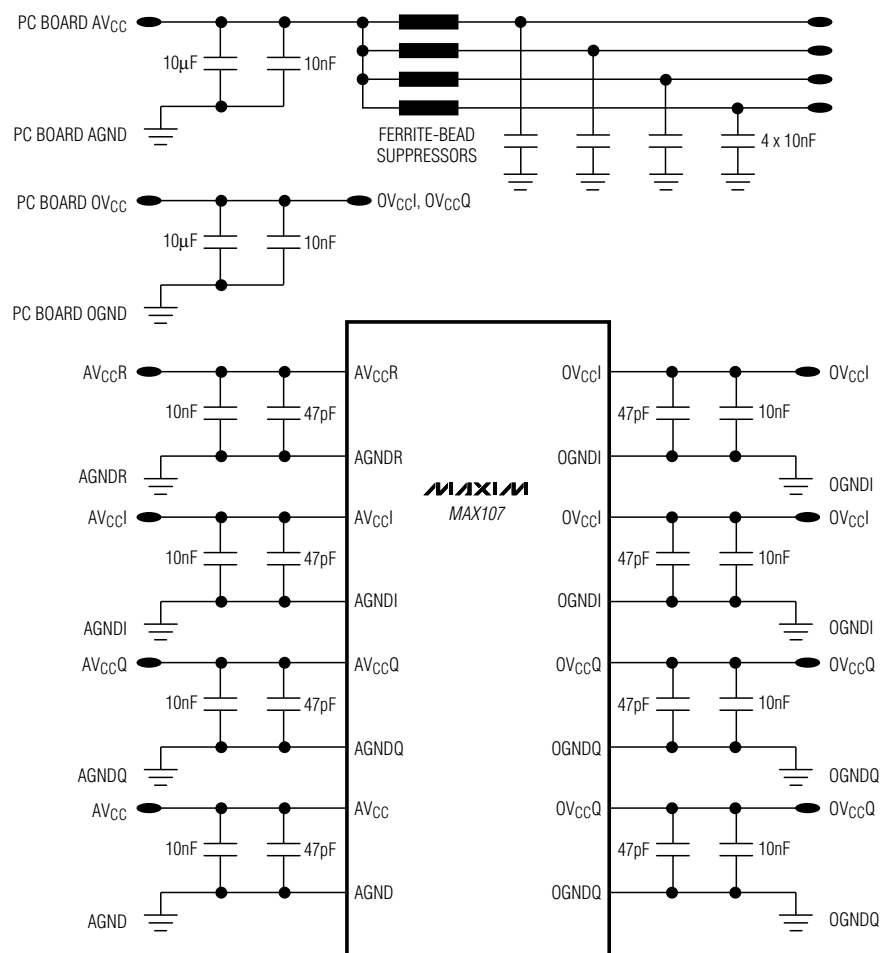 PC BOARD AVCC
10μF
10nF
PC BOARD AGND
FERRITE-BEAD
SUPPRESSORS
4 x 10nF
PC BOARD OVCC
OVCCI, OVCCQ
10μF
10nF
PC BOARD OGND
AVCCR
AVCCR
OVCCI
OVCCI
10nF
47pF
47pF
10nF
AGNDR
OGNDI
AGNDR
OGNDI
MAXIM
MAX107
AVCCI
AVCCI
OVCCI
OVCCI
10nF
47pF
47pF
10nF
AGNDI
OGNDI
AGNDI
OGNDI
AVCCQ
AVCCQ
OVCCQ
OVCCQ
10nF
47pF
47pF
10nF
AGNDQ
OGNDQ
AGNDQ
OGNDQ
AVCC
AVCC
OVCCQ
OVCCQ
10nF
47pF
47pF
10nF
AGND
OGNDQ
AGND
OGNDQ